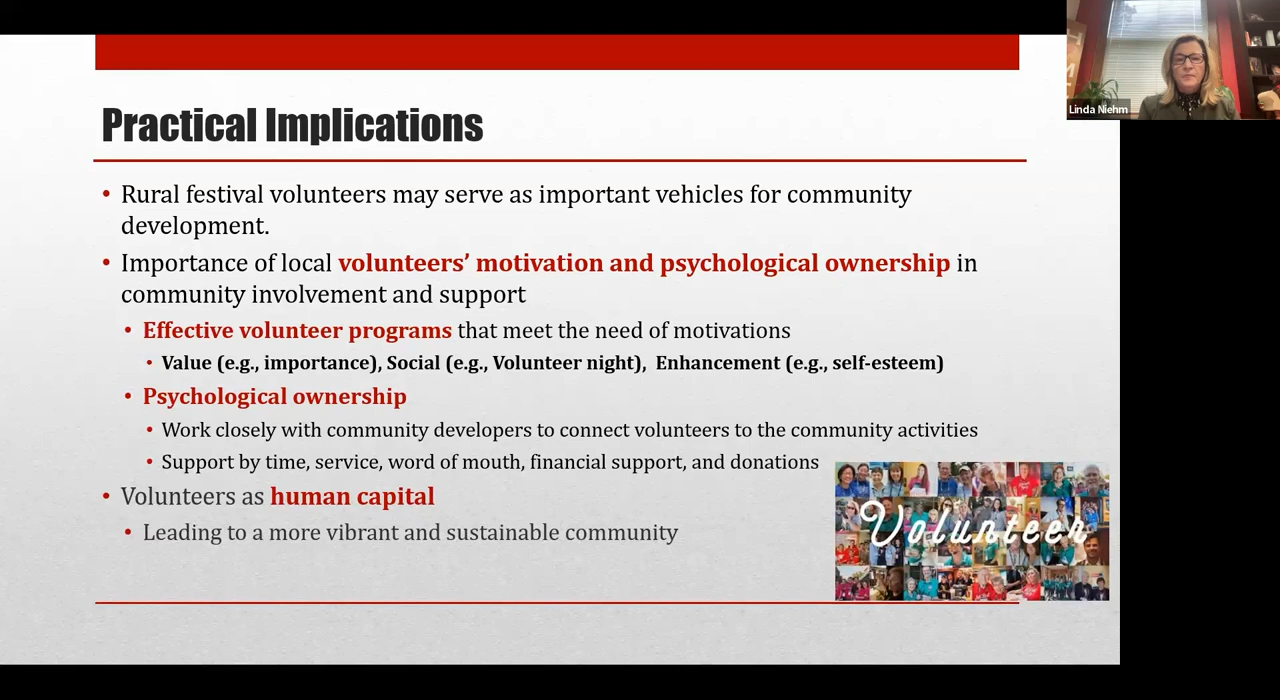 Practical Implications
• Rural festival volunteers may serve as important vehicles for community
development.
• Importance of local volunteers’ motivation and psychological ownership in
community involvement and support
• Effective volunteer programs that meet the need of motivations
• Value (e.g., importance), Social (e.g., Volunteer night), Enhancement (e.g., self-esteem)
• Psychological ownership
• Work closely with community developers to connect volunteers to the community activities
• Support by time, service, word of mouth, financial support, and donations
• Volunteers as human capital
• Leading to a more vibrant and sustainable community
Volunteer
Linda Niehm